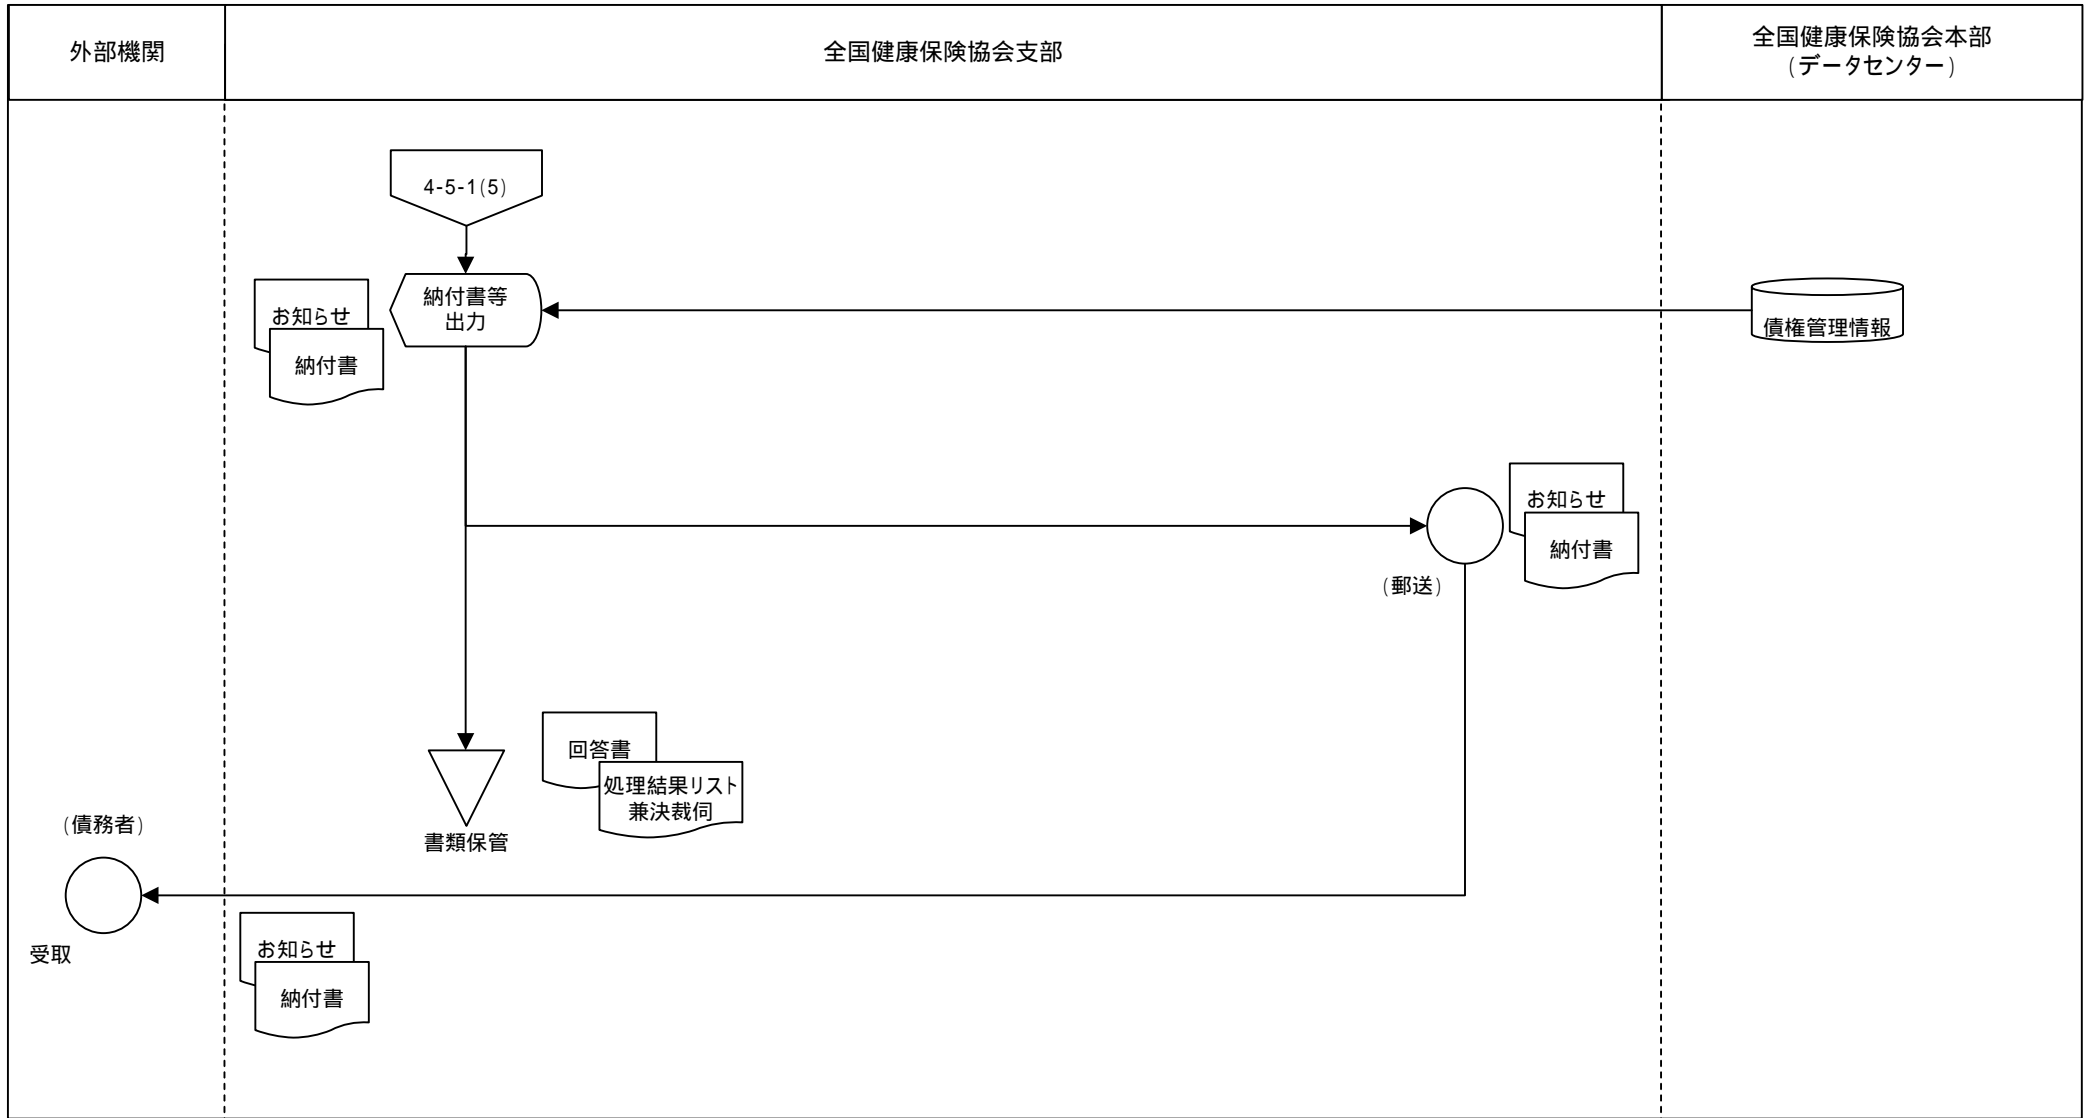 外部機関
全国健康保険協会支部
全国健康保険協会本部
(データセンター)
4-5-1(5)
お知らせ
納付書
納付書等
出力
債権管理情報
お知らせ
納付書
(郵送)
回答書
処理結果リスト
兼決裁伺
書類保管
(債務者)
受取
お知らせ
納付書